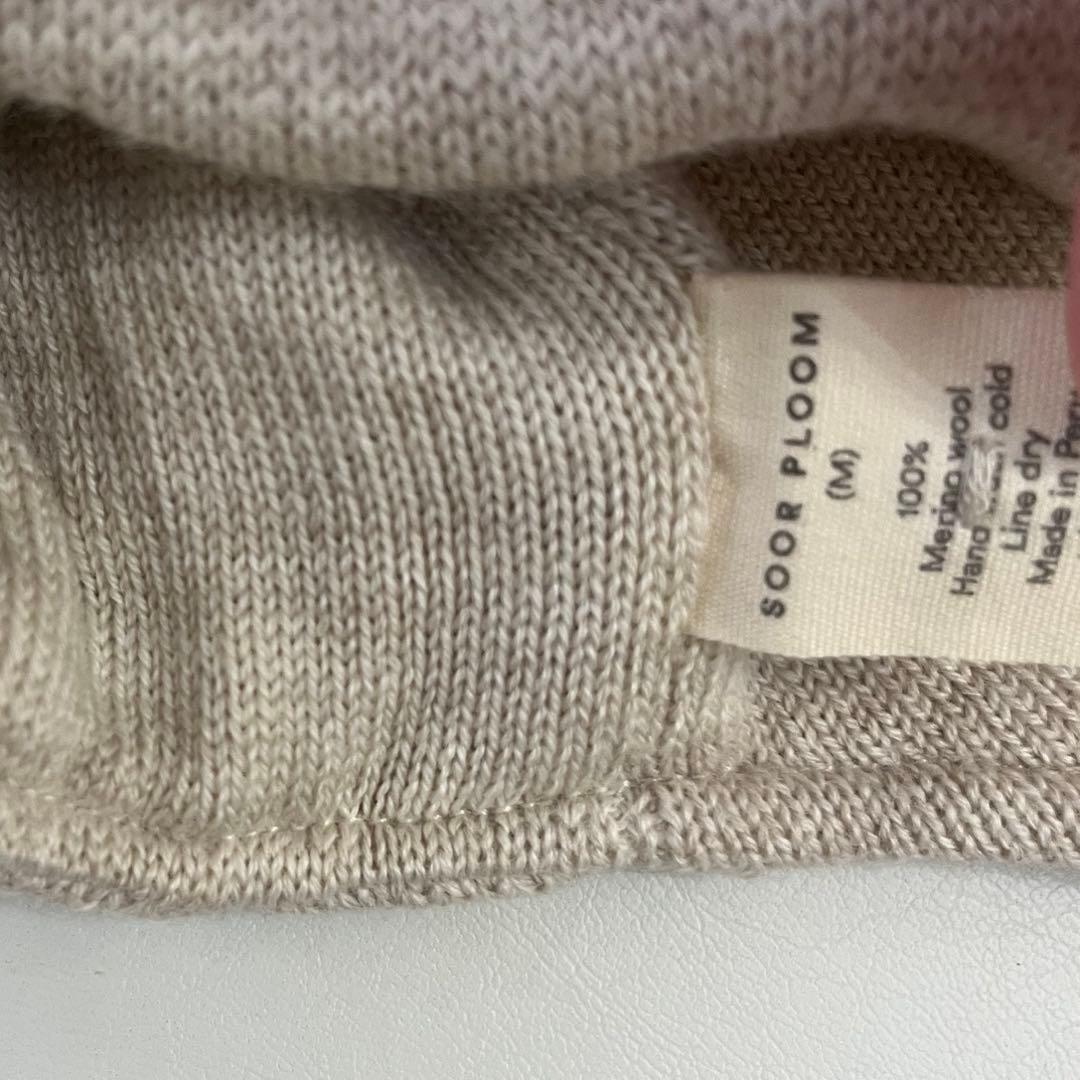 SOOR PLOOM
(M)
100%
Merino wool
Hand cold
Line dry
Made in